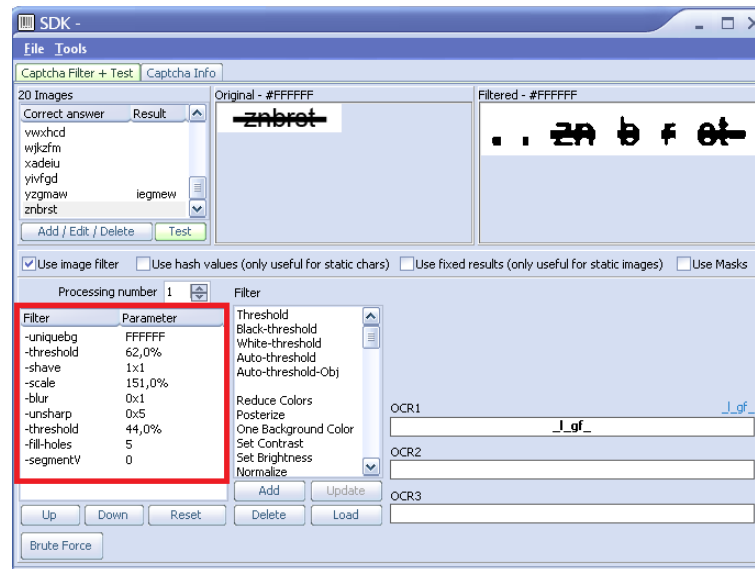 SDK -
File Tools
Captcha Filter + Test Captcha Info
20 Images
Correct answer Result
vwxhcd
wjkzfm
xadeiu
yivfgd
yzgmaw iegmew
znbrst
Add / Edit / Delete Test
Original - #FFFFFF
znbrst
Filtered - #FFFFFF
. . zn b r st
Use image filter Use hash values (only useful for static chars) Use fixed results (only useful for static images) Use Masks
Processing number 1
Filter Parameter
-uniquebg FFFFFF
-threshold 62,0%
-shave 1x1
-scale 151,0%
-blur 0x1
-unsharp 0x5
-threshold 44,0%
-fill-holes 5
-segmentV 0
Up Down Reset
Brute Force
Filter
Threshold
Black-threshold
White-threshold
Auto-threshold
Auto-threshold-Obj
Reduce Colors
Posterize
One Background Color
Set Contrast
Set Brightness
Normalize
Add Update
Delete Load
OCR1 _l_gf_
_l_gf_
OCR2
OCR3